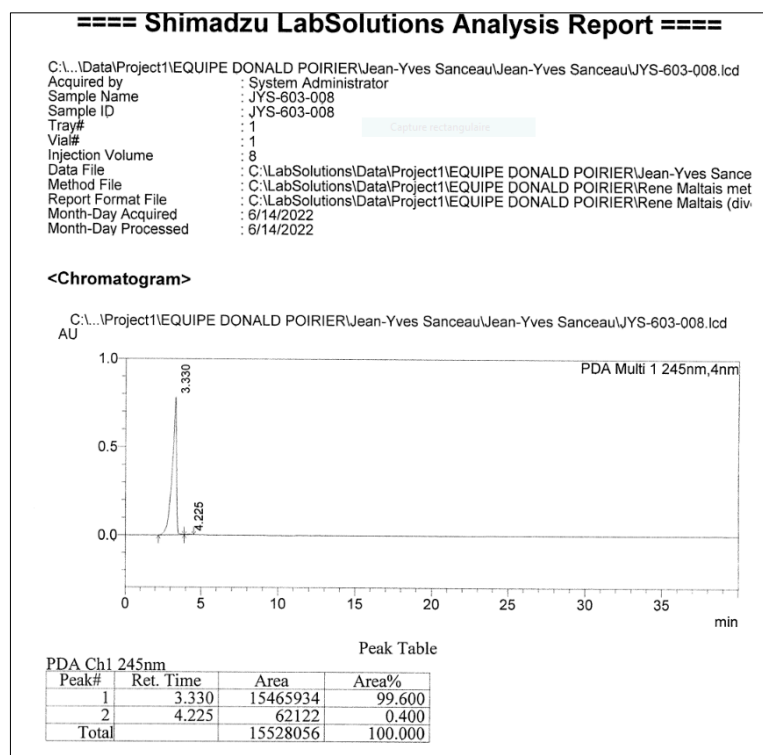 ==== Shimadzu LabSolutions Analysis Report ====
C:\...\Data\Project1\EQUIPE DONALD POIRIER\Jean-Yves Sanceau\Jean-Yves Sanceau\JYS-603-008.lcd
Acquired by : System Administrator
Sample Name : JYS-603-008
Sample ID : JYS-603-008
Tray# : 1
Capture rectangulaire
Vial# : 1
Injection Volume : 8
Data File : C:\LabSolutions\Data\Project1\EQUIPE DONALD POIRIER\Jean-Yves Sance
Method File : C:\LabSolutions\Data\Project1\EQUIPE DONALD POIRIER\Rene Maltais met
Report Format File : C:\LabSolutions\Data\Project1\EQUIPE DONALD POIRIER\Rene Maltais (div
Month-Day Acquired : 6/14/2022
Month-Day Processed : 6/14/2022
<Chromatogram>
C:\...\Project1\EQUIPE DONALD POIRIER\Jean-Yves Sanceau\Jean-Yves Sanceau\JYS-603-008.lcd
AU
1.0
PDA Multi 1 245nm,4nm
3.330
0.5
4.225
0.0
0 5 10 15 20 25 30 35
min
Peak Table
PDA Ch1 245nm
Peak# Ret. Time Area Area%
1 3.330 15465934 99.600
2 4.225 62122 0.400
Total 15528056 100.000